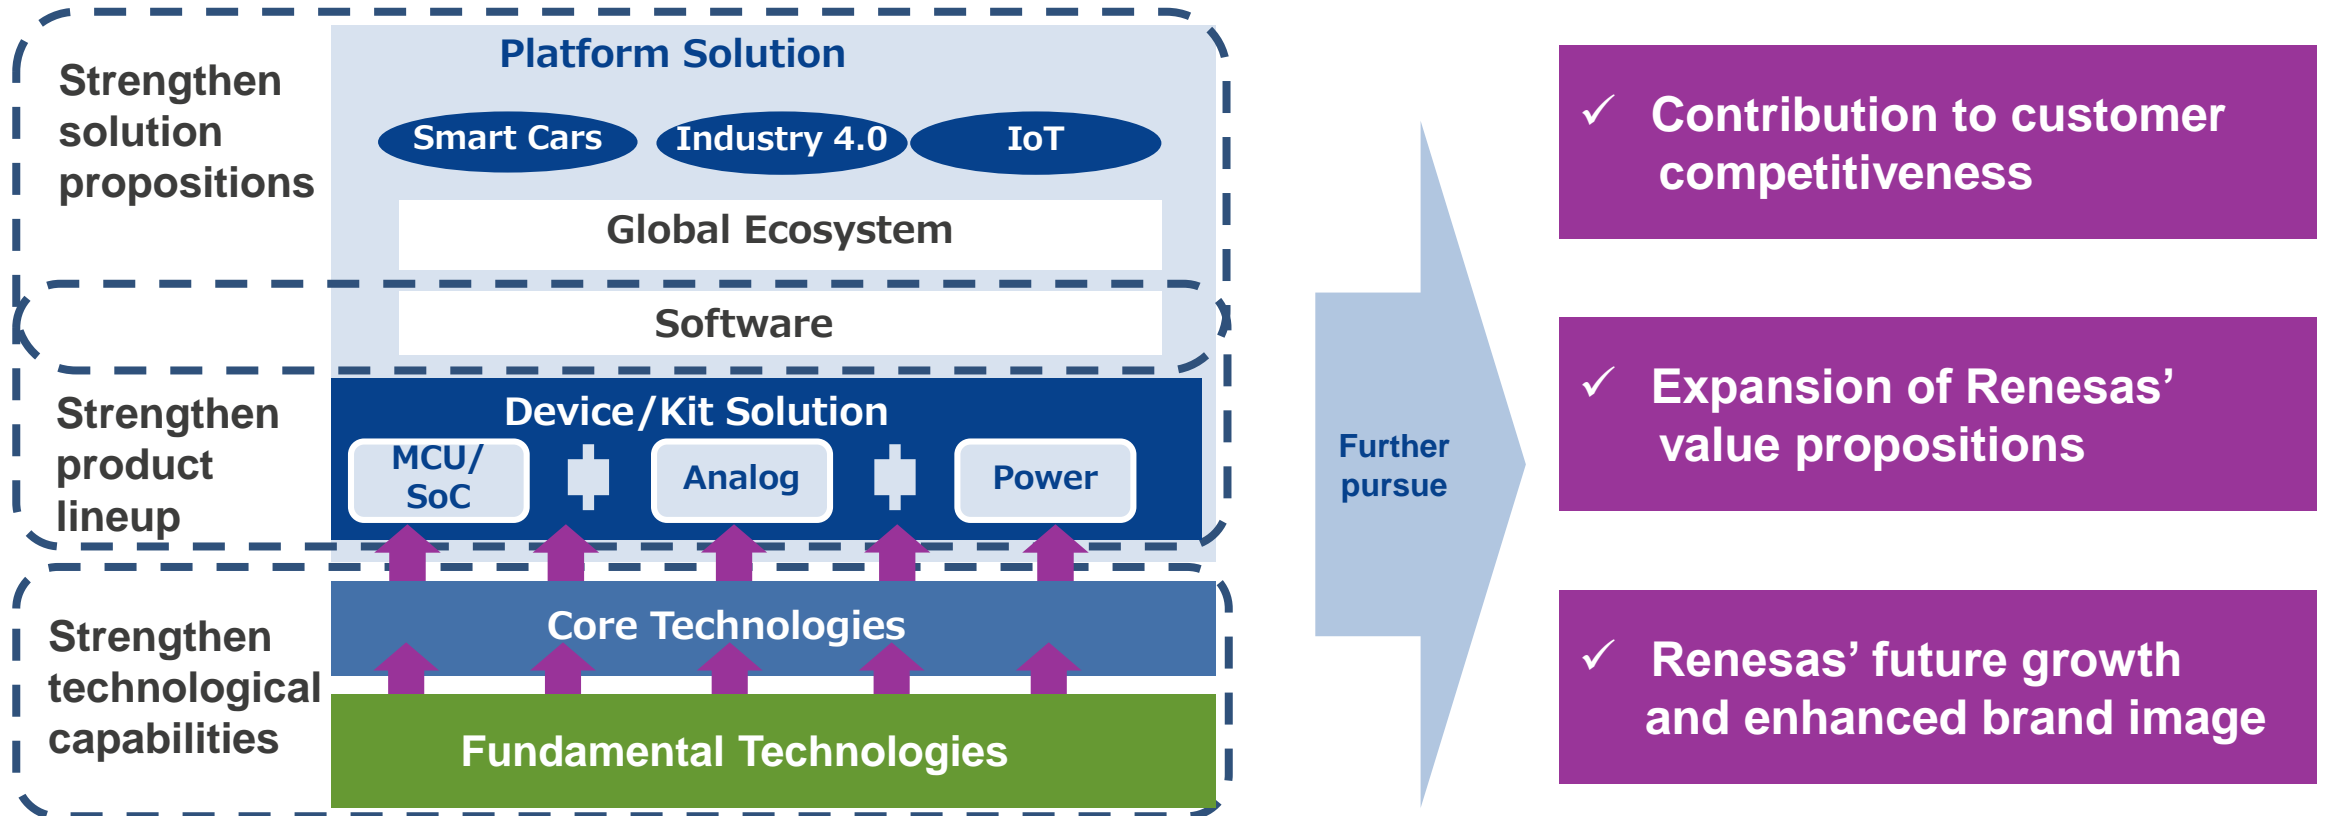 Strengthen
solution
propositions
Platform Solution
Smart Cars
Industry 4.0
IoT
Global Ecosystem
Software
Strengthen
product
lineup
Device/Kit Solution
MCU/
SoC
Analog
Power
Strengthen
technological
capabilities
Core Technologies
Fundamental Technologies
Further
pursue
✓ Contribution to customer
competitiveness
✓ Expansion of Renesas’
value propositions
✓ Renesas’ future growth
and enhanced brand image